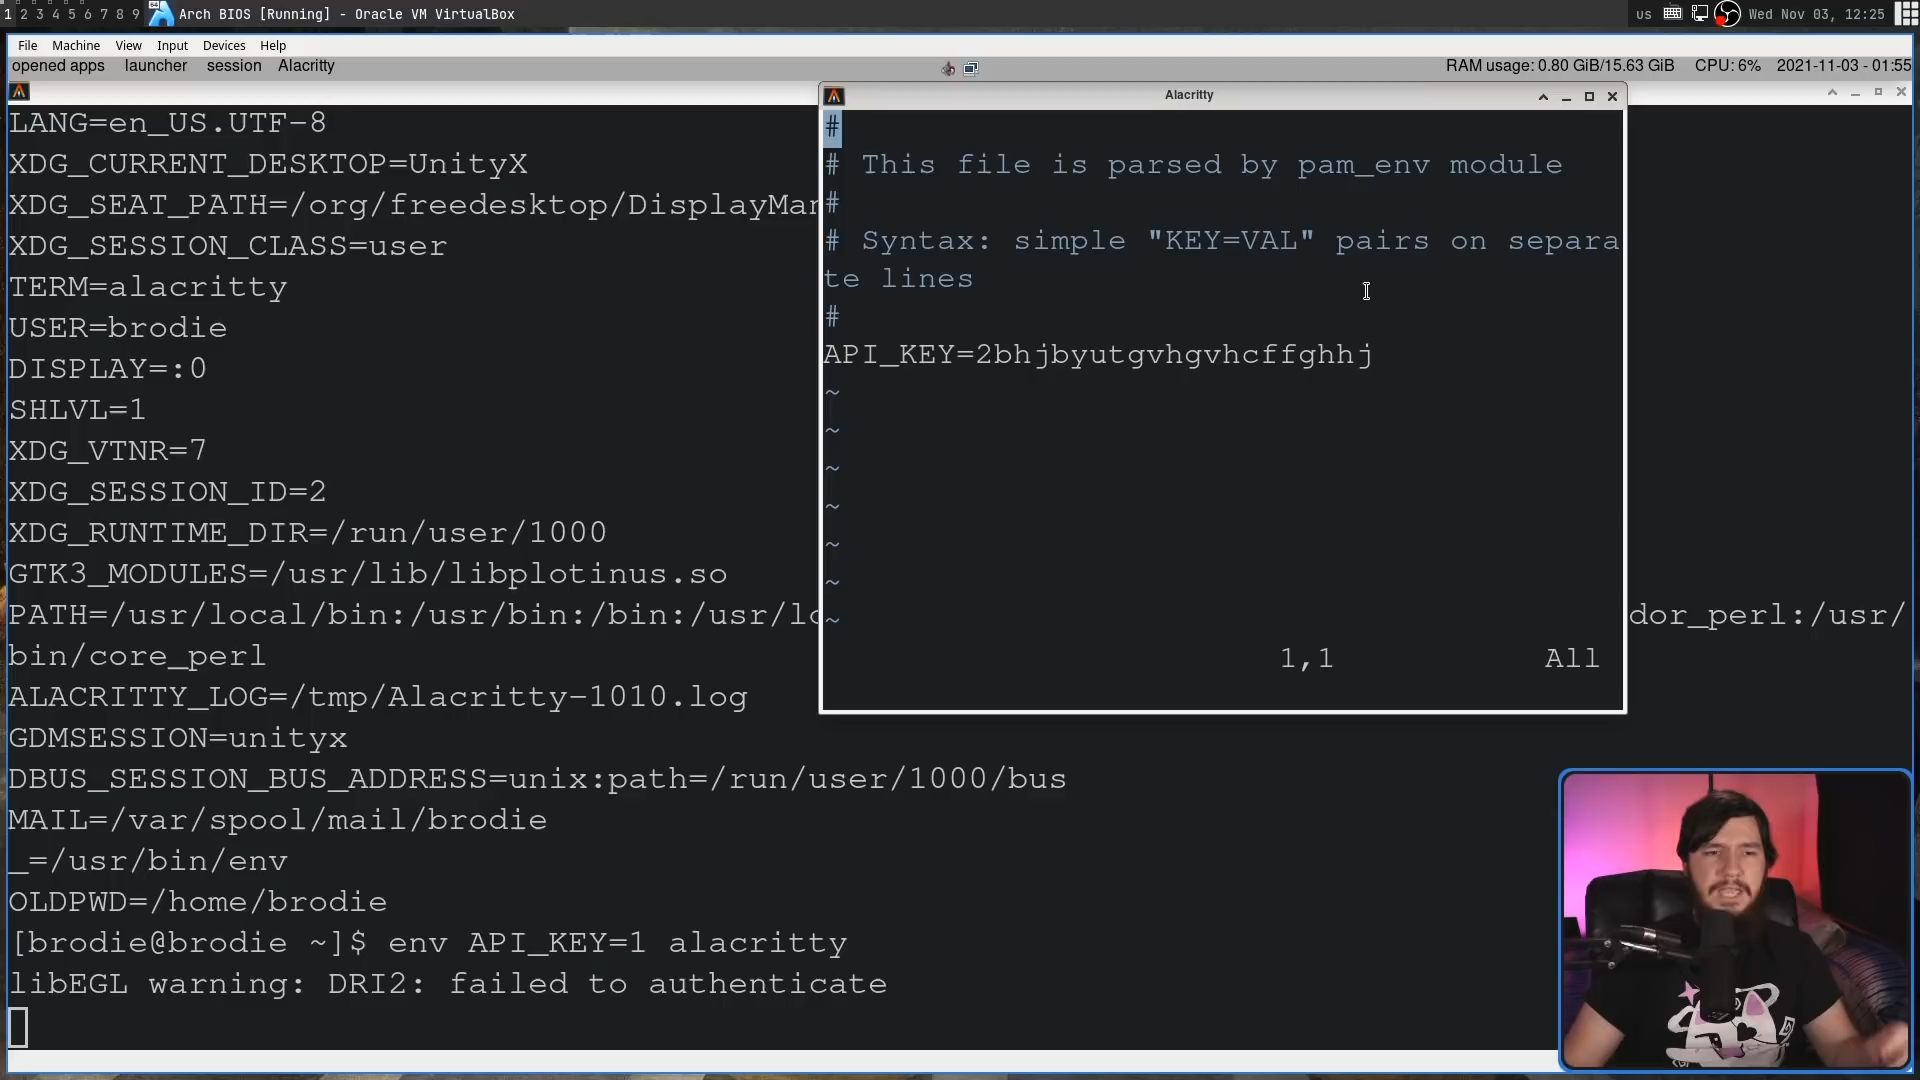 1 2 3 4 5 6 7 8 9 Arch BIOS [Running] - Oracle VM VirtualBox
us Wed Nov 03, 12:25
File Machine View Input Devices Help
opened apps launcher session Alacritty
RAM usage: 0.80 GiB/15.63 GiB CPU: 6% 2021-11-03 - 01:55
LANG=en_US.UTF-8
XDG_CURRENT_DESKTOP=UnityX
XDG_SEAT_PATH=/org/freedesktop/DisplayMan
XDG_SESSION_CLASS=user
TERM=alacritty
USER=brodie
DISPLAY=:0
SHLVL=1
XDG_VTNR=7
XDG_SESSION_ID=2
XDG_RUNTIME_DIR=/run/user/1000
GTK3_MODULES=/usr/lib/libplotinus.so
PATH=/usr/local/bin:/usr/bin:/bin:/usr/lo dor_perl:/usr/
bin/core_perl
ALACRITTY_LOG=/tmp/Alacritty-1010.log
GDMSESSION=unityx
DBUS_SESSION_BUS_ADDRESS=unix:path=/run/user/1000/bus
MAIL=/var/spool/mail/brodie
_=/usr/bin/env
OLDPWD=/home/brodie
[brodie@brodie ~]$ env API_KEY=1 alacritty
libEGL warning: DRI2: failed to authenticate
Alacritty
#
# This file is parsed by pam_env module
#
# Syntax: simple "KEY=VAL" pairs on separa
te lines
#
API_KEY=2bhjbyutgvhgvhcffghhj
~
~
~
~
~
~
~
1,1 All